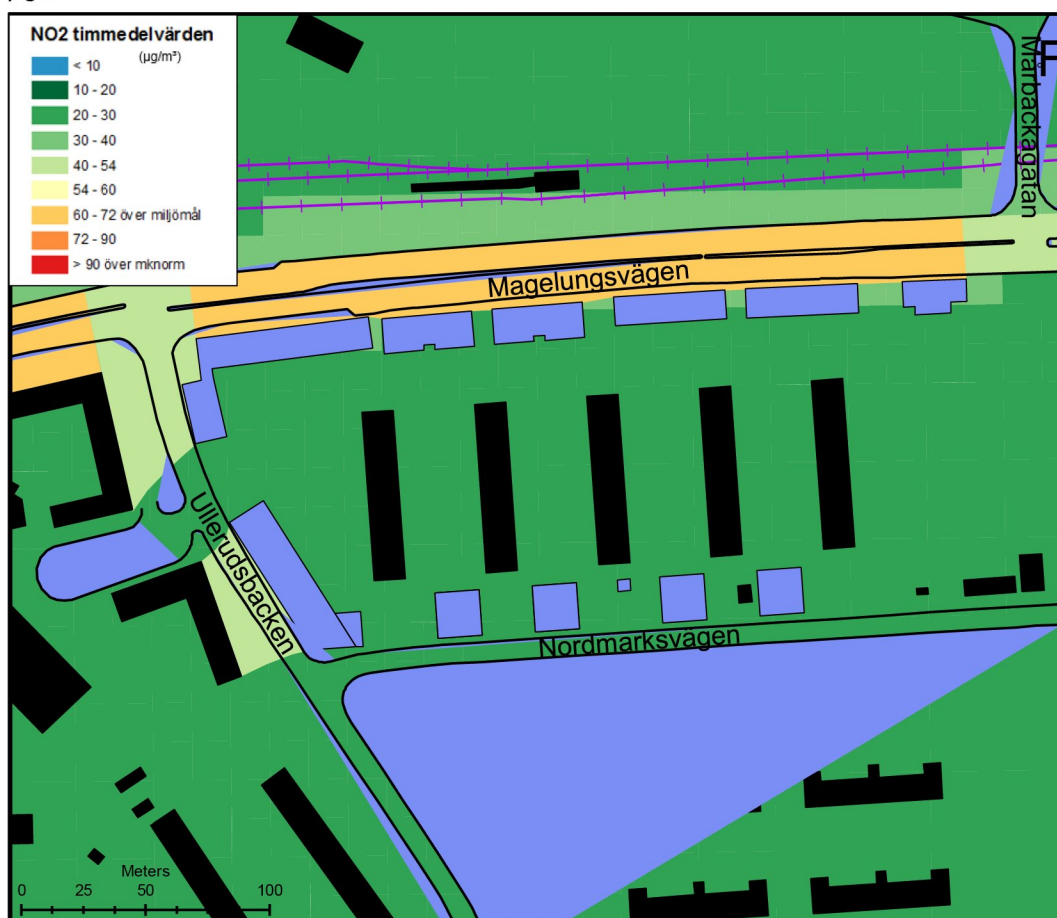 NO2 timmedelvärden
(µg/m³)
< 10
10 - 20
20 - 30
30 - 40
40 - 54
54 - 60
60 - 72 över miljömål
72 - 90
> 90 över mknorm
Mårbackagatan
F
Magelungsvägen
Ullerudsbacken
Nordmarksvägen
Meters
0 25 50 100